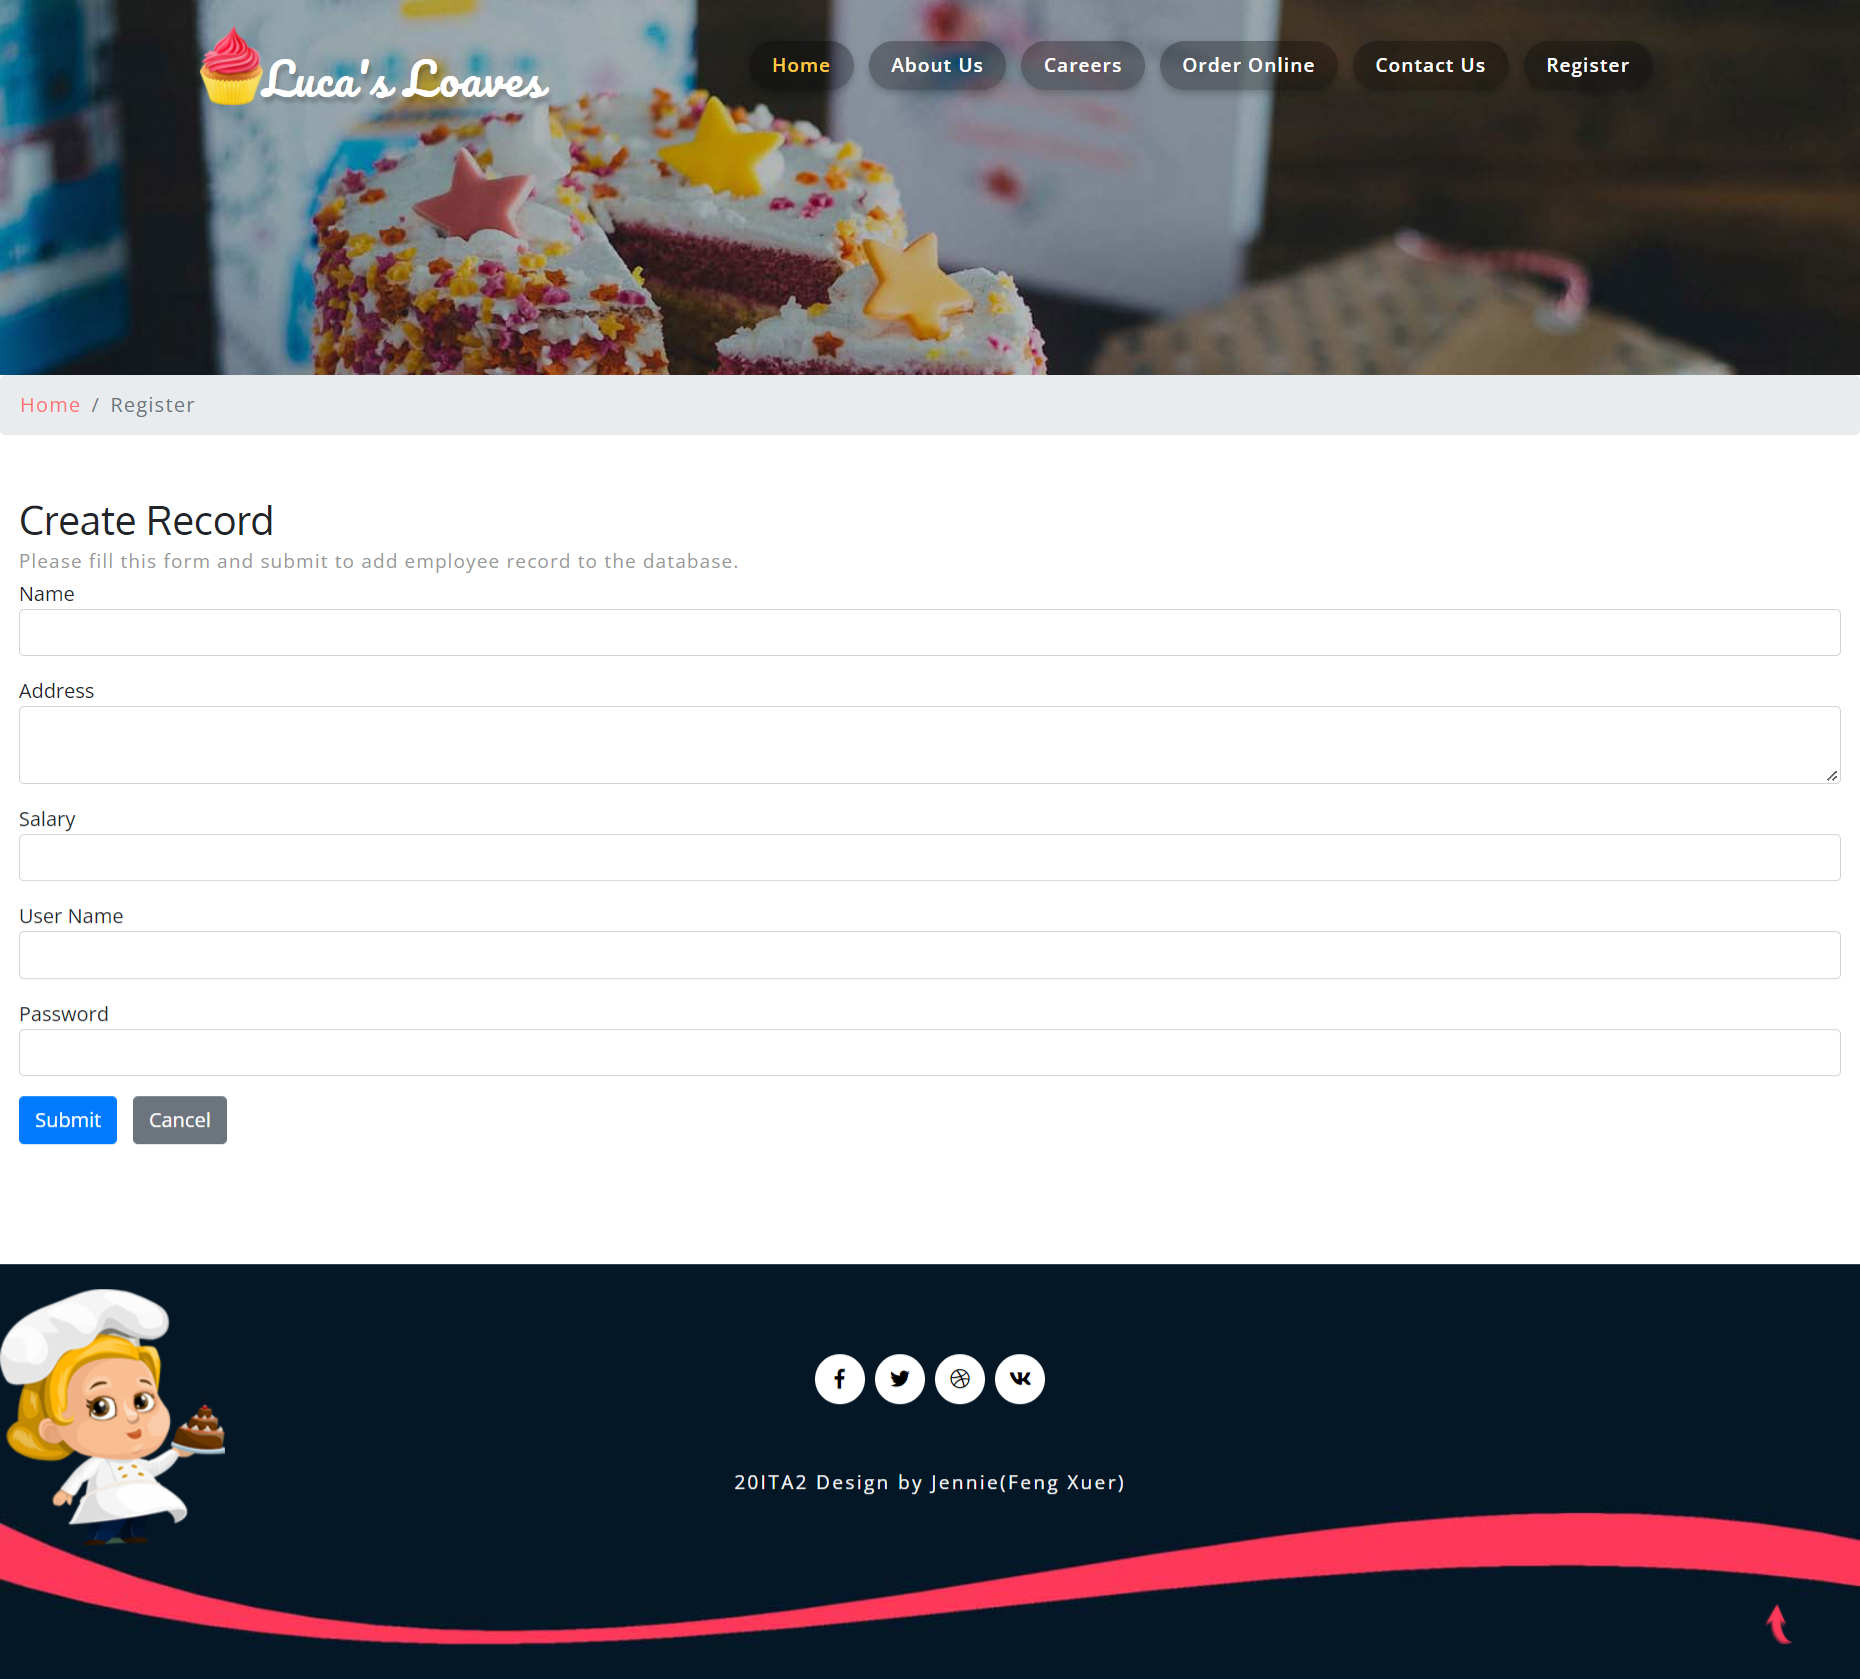 Luca's Loaves
Home
About Us
Careers
Order Online
Contact Us
Register
Home / Register
Create Record
Please fill this form and submit to add employee record to the database.
Name
Address
Salary
User Name
Password
Submit
Cancel
20ITA2 Design by Jennie(Feng Xuer)